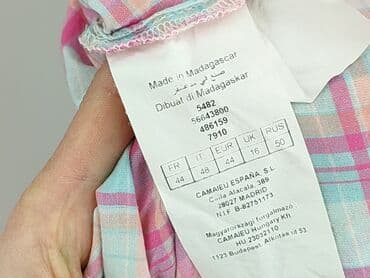 Made in Madagascar
صنع في مدغشقر
Dibuat di Madagaskar
5482
56643800
486159
7910
FR IT EUR UK RUS
44 48 44 16 50
CAMAIEU ESPAÑA, S.L
Calle Alacala, 389
28027 MADRID
N.I.F B-82751173
Magyarországi forgalmazó
CAMAIEU Hungáry Kft
HU 23032110
1123 Budapest Alkotás út 53